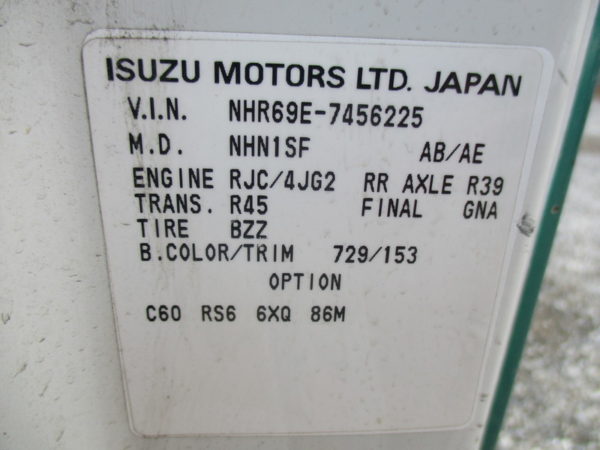 ISUZU MOTORS LTD. JAPAN
V.I.N. NHR69E-7456225
M.D. NHN1SF AB/AE
ENGINE RJC/4JG2 RR AXLE R39
TRANS. R45 FINAL GNA
TIRE BZZ
B.COLOR/TRIM 729/153
OPTION
C60 RS6 6XQ 86M